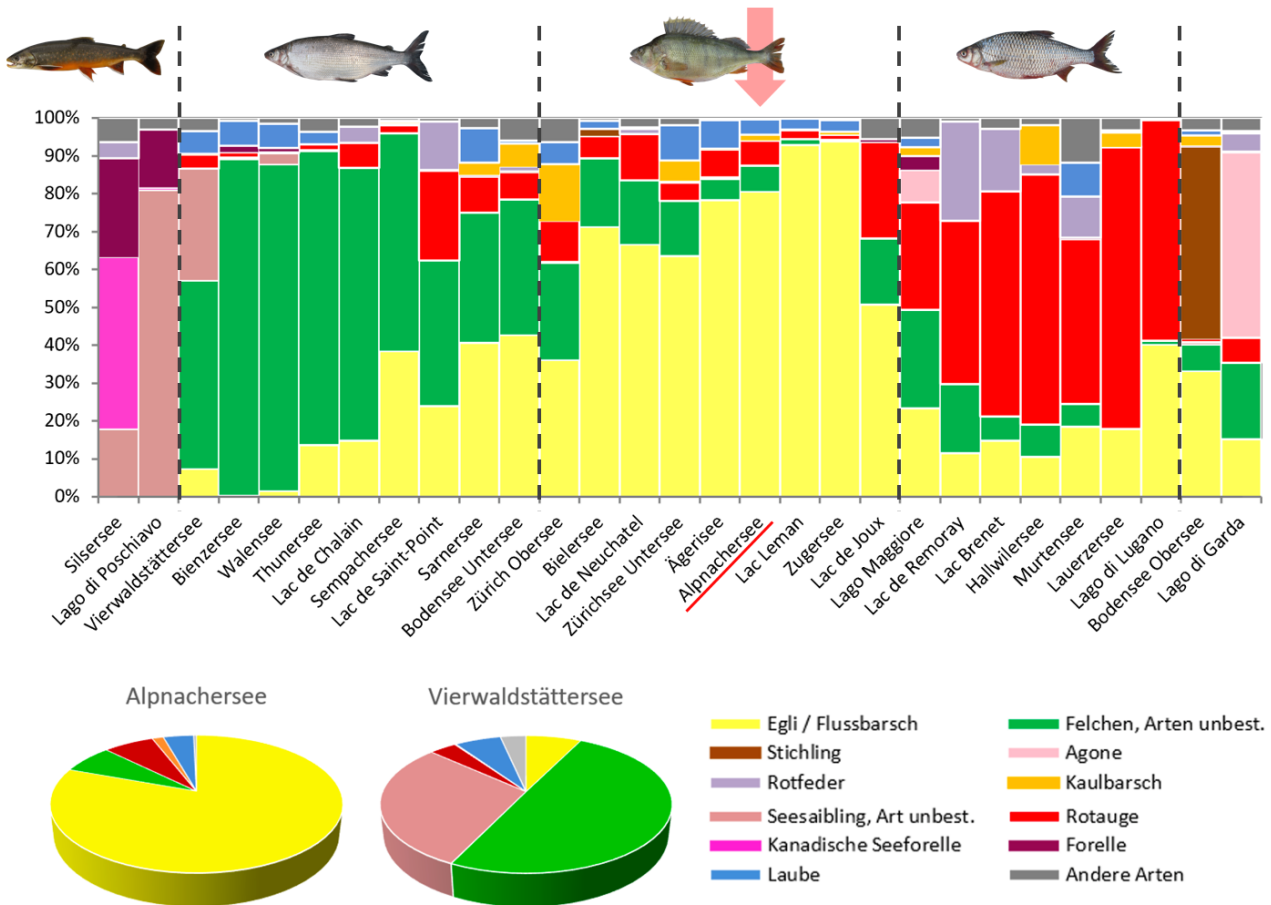 100%
90%
80%
70%
60%
50%
40%
30%
20%
10%
0%
Silsersee
Lago di Poschiavo
Vierwaldstättersee
Bienzersee
Walensee
Thunersee
Lac de Chalain
Sempachersee
Lac de Saint-Point
Sarnersee
Bodensee Untersee
Zürich Obersee
Bielersee
Lac de Neuchatel
Zürichsee Untersee
Ägerisee
Alpnachersee
Lac Leman
Zugersee
Lac de Joux
Lago Maggiore
Lac de Remoray
Lac Brenet
Hallwilersee
Murtensee
Lauerzersee
Lago di Lugano
Bodensee Obersee
Lago di Garda
Alpnachersee
Vierwaldstättersee
Egli / Flussbarsch
Felchen, Arten unbest.
Stichling
Agone
Rotfeder
Kaulbarsch
Seesaibling, Art unbest.
Rotauge
Kanadische Seeforelle
Forelle
Laube
Andere Arten